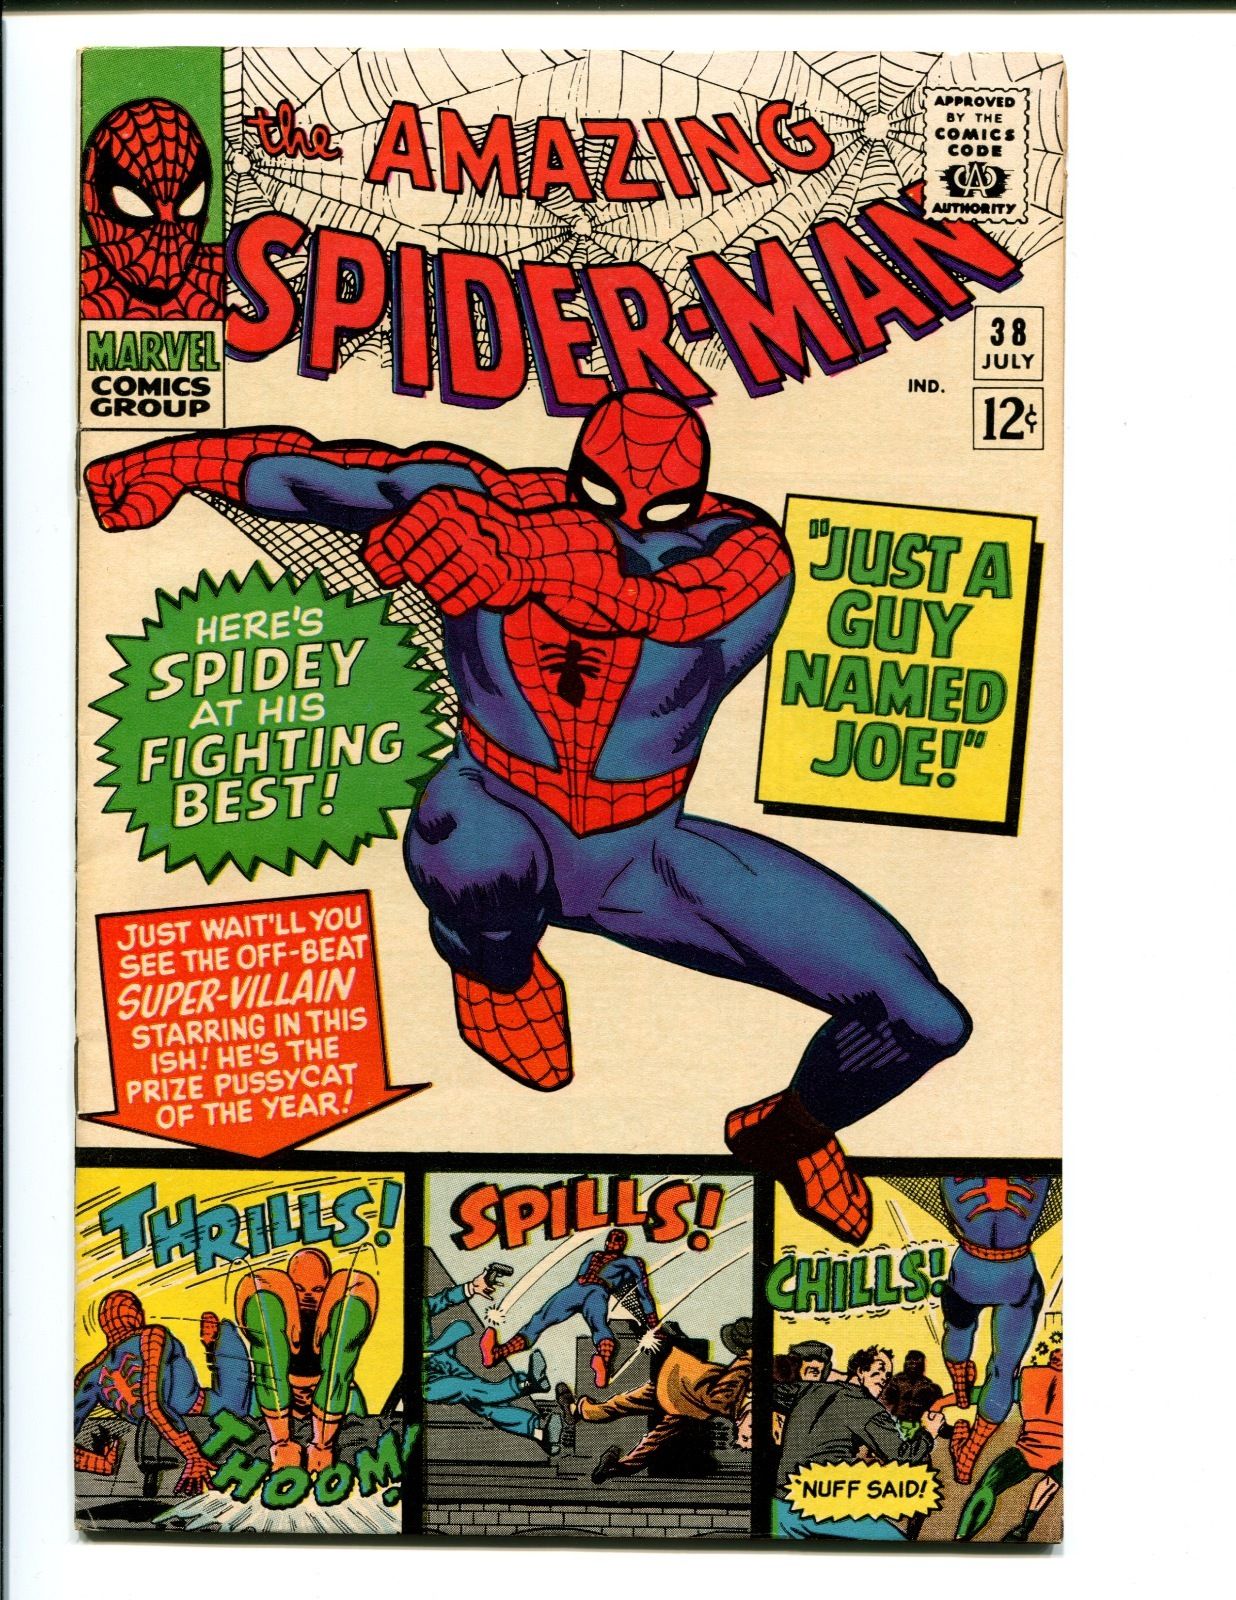 the AMAZING
SPIDER-MAN
APPROVED
BY THE
COMICS
CODE
CA
AUTHORITY
MARVEL
COMICS
GROUP
38
JULY
IND.
12¢
"JUST A
GUY
NAMED
JOE!"
HERE'S
SPIDEY
AT HIS
FIGHTING
BEST!
JUST WAIT'LL YOU
SEE THE OFF-BEAT
SUPER-VILLAIN
STARRING IN THIS
ISH! HE'S THE
PRIZE PUSSYCAT
OF THE YEAR!
THRILLS!
THOOM!
SPILLS!
CHILLS!
'NUFF SAID!